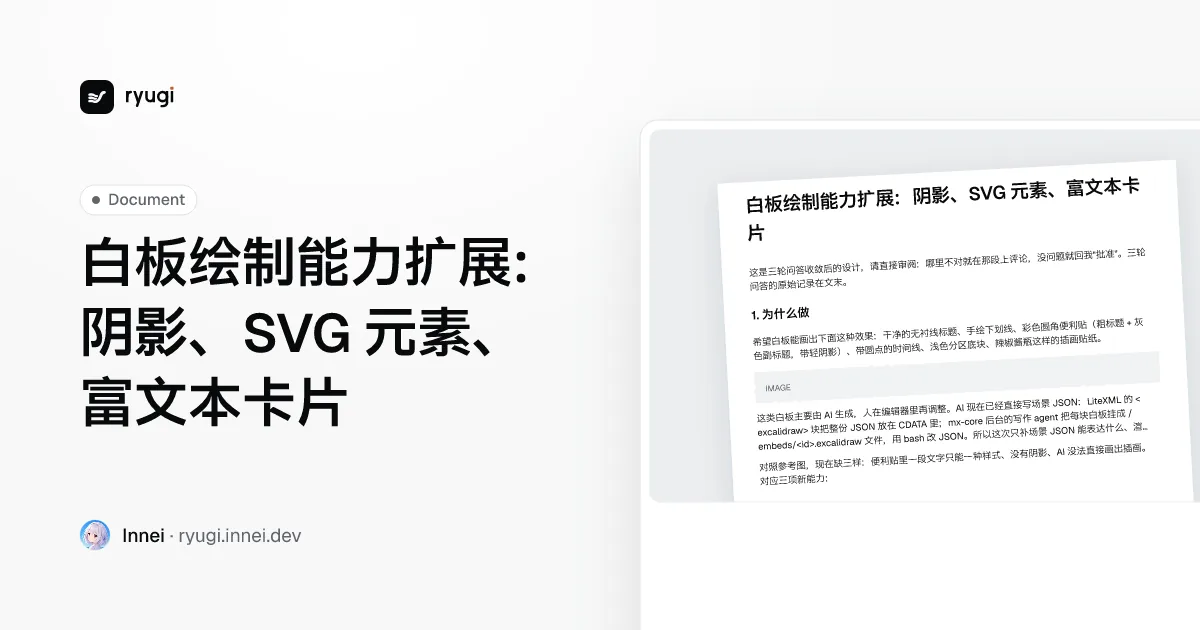 ryugi
Document
白板绘制能力扩展:
阴影、SVG 元素、
富文本卡片
Innei · ryugi.innei.dev
白板绘制能力扩展：阴影、SVG 元素、富文本卡
片
这是三轮问答收敛后的设计，请直接审阅：哪里不对就在那段上评论，没问题就回我“批准”。三轮
问答的原始记录在文末。
1. 为什么做
希望白板能画出下面这种效果：干净的无衬线标题、手绘下划线、彩色圆角便利贴（粗标题 + 灰
色副标题，带轻阴影）、带圆点的时间线、浅色分区底块、辣椒酱瓶这样的插画贴纸。
IMAGE
这类白板主要由 AI 生成，人在编辑器里再调整。AI 现在已经直接写场景 JSON：LiteXML 的 <
excalidraw> 块把整份 JSON 放在 CDATA 里；mx-core 后台的写作 agent 把每块白板挂成 /
embeds/<id>.excalidraw 文件，用 bash 改 JSON。所以这次只补场景 JSON 能表达什么、渲...
对照参考图，现在缺三样：便利贴里一段文字只能一种样式、没有阴影、AI 没法直接画出插画。
对应三项新能力：